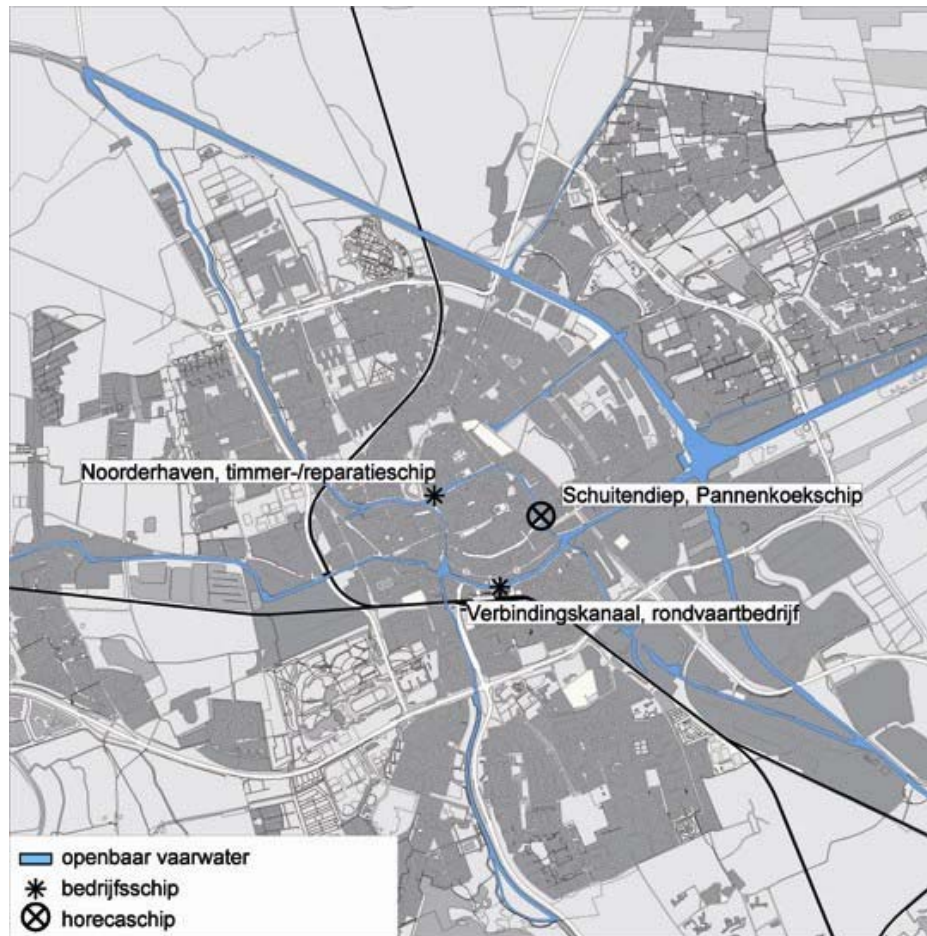 Noorderhaven, timmer-/reparatieschip
Schuitendiep, Pannenkoekschip
Verbindingskanaal, rondvaartbedrijf
openbaar vaarwater
bedrijfsschip
horecaschip